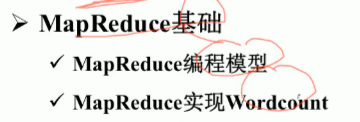 ➢ MapReduce基础
✓ MapReduce编程模型
✓ MapReduce实现Wordcount